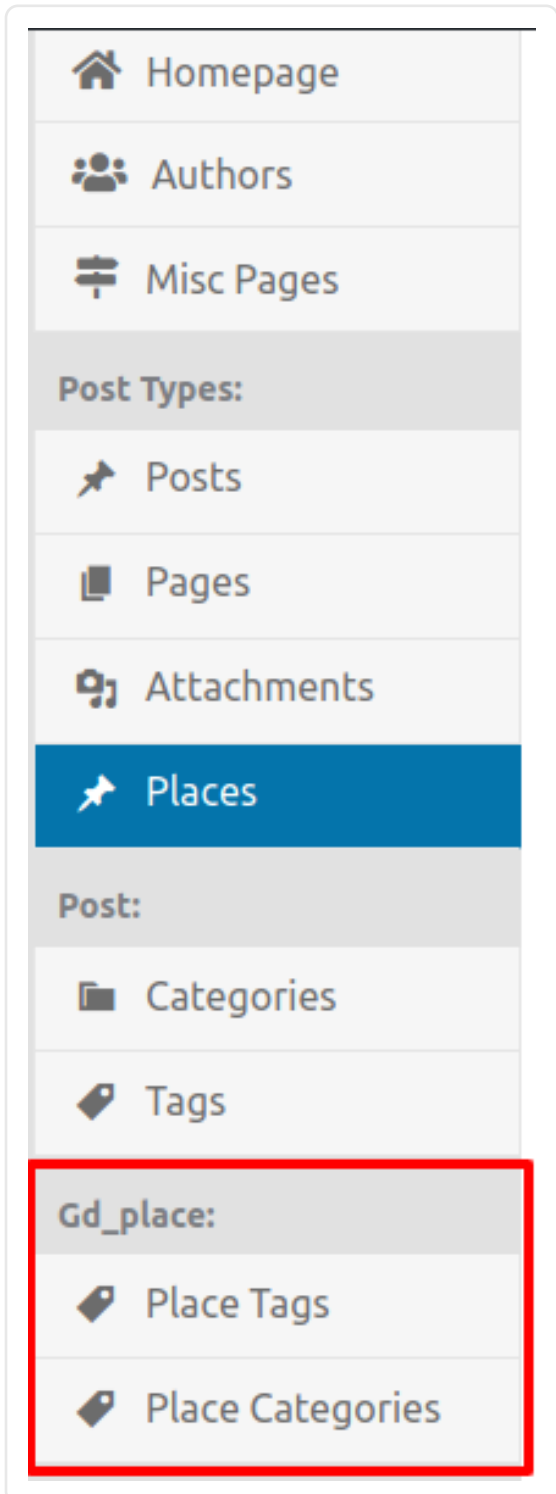 Homepage
Authors
Misc Pages
Post Types:
Posts
Pages
Attachments
Places
Post:
Categories
Tags
Gd_place:
Place Tags
Place Categories